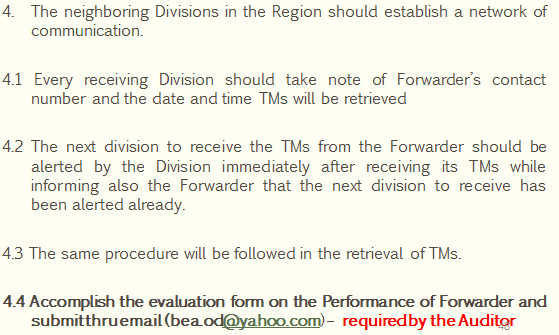 4. The neighboring Divisions in the Region should establish a network of
communication.
4.1 Every receiving Division should take note of Forwarder's contact
number and the date and time TMs will be retrieved
4.2 The next division to receive the TMs from the Forwarder should be
alerted by the Division immediately after receiving its TMs while
informing also the Forwarder that the next division to receive has
been alerted already.
4.3 The same procedure will be followed in the retrieval of TMs.
4.4 Accomplish the evaluation form on the Performance of Forwarder and
submit thru email (bea.od@yahoo.com) – required by the Auditor